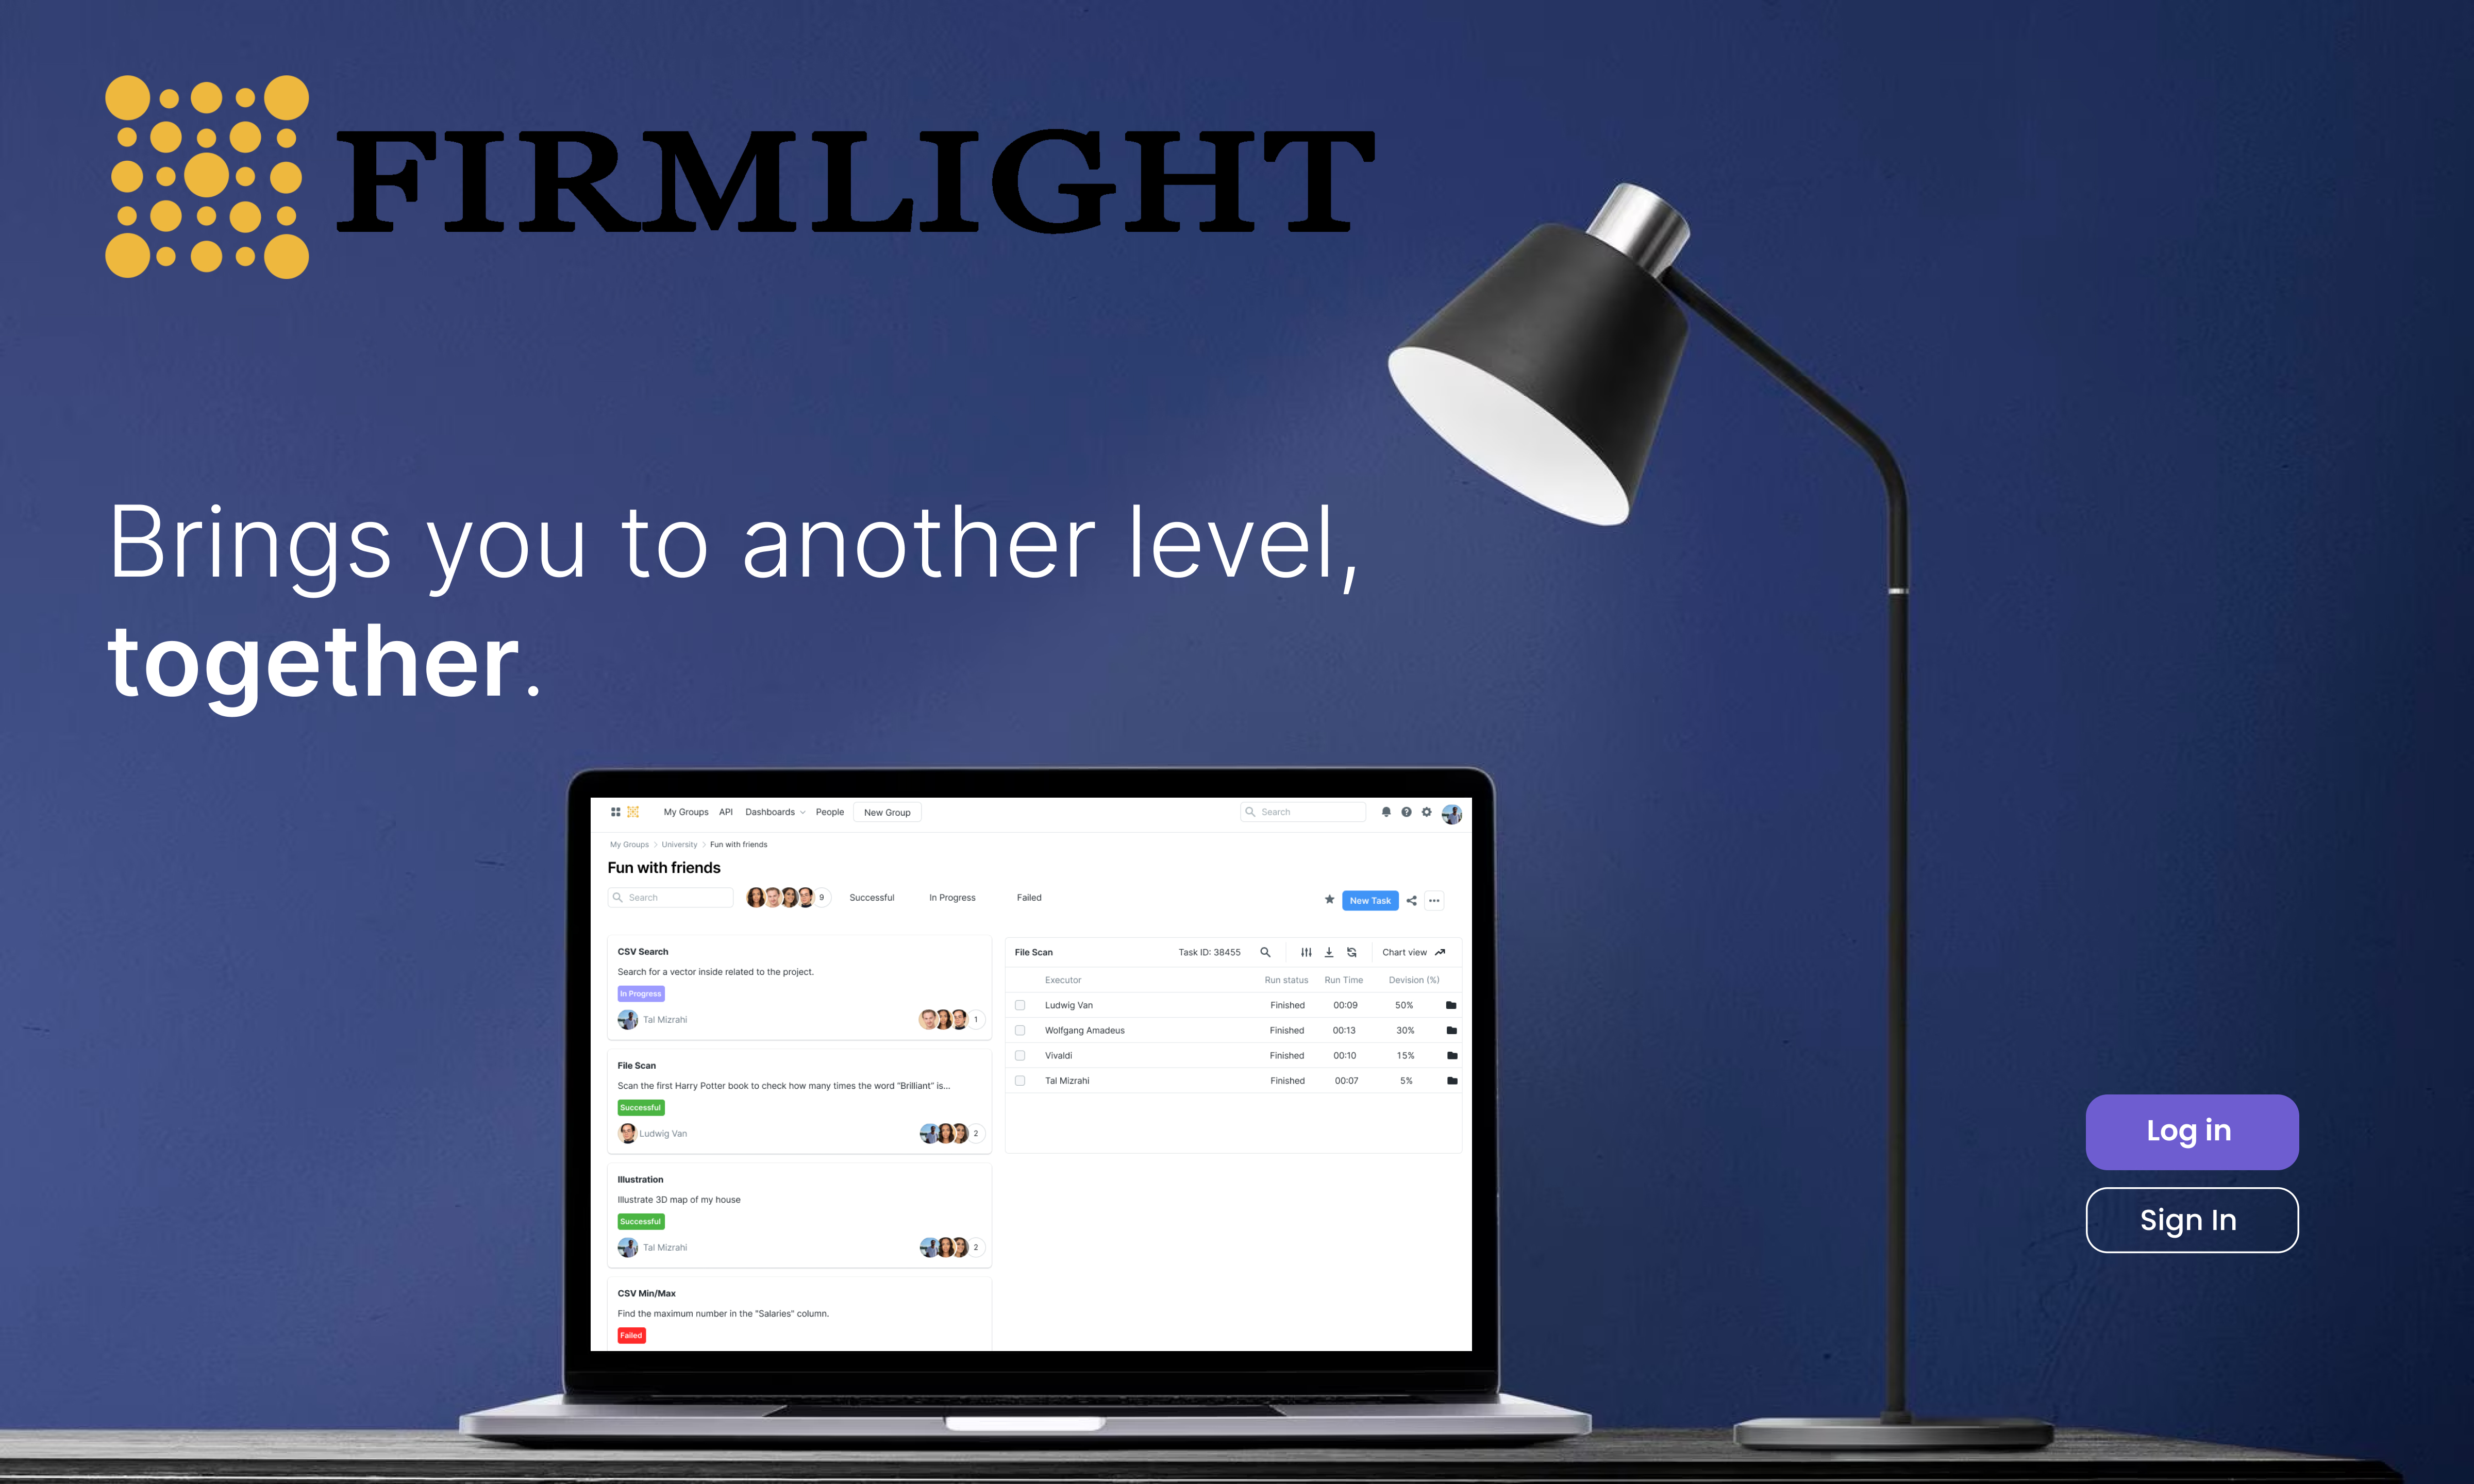 FIRMLIGHT
Brings you to another level,
together.
My Groups API Dashboards People New Group Search
My Groups > University > Fun with friends
Fun with friends
Search 9 Successful In Progress Failed New Task
CSV Search
Search for a vector inside related to the project.
In Progress
Tal Mizrahi 1
File Scan
Scan the first Harry Potter book to check how many times the word “Brilliant” is...
Successful
Ludwig Van 2
Illustration
Illustrate 3D map of my house
Successful
Tal Mizrahi 2
CSV Min/Max
Find the maximum number in the "Salaries" column.
Failed
File Scan Task ID: 38455 Chart view
Executor Run status Run Time Devision (%)
Ludwig Van Finished 00:09 50%
Wolfgang Amadeus Finished 00:13 30%
Vivaldi Finished 00:10 15%
Tal Mizrahi Finished 00:07 5%
Log in
Sign In